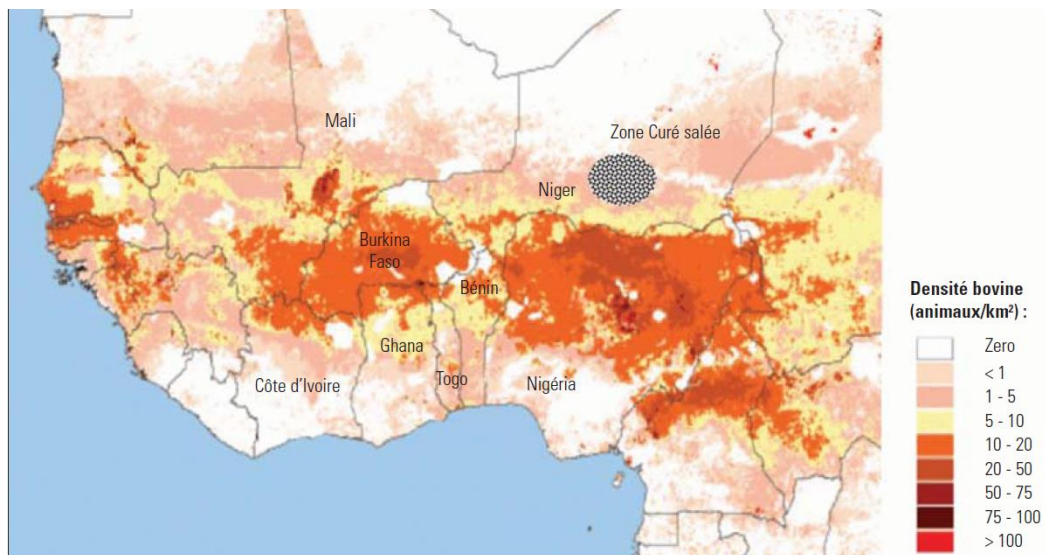 Mali
Zone Curé salée
Niger
Burkina
Faso
Bénin
Ghana
Togo
Nigéria
Côte d'Ivoire
Densité bovine
(animaux/km²) :
Zero
< 1
1 - 5
5 - 10
10 - 20
20 - 50
50 - 75
75 - 100
> 100